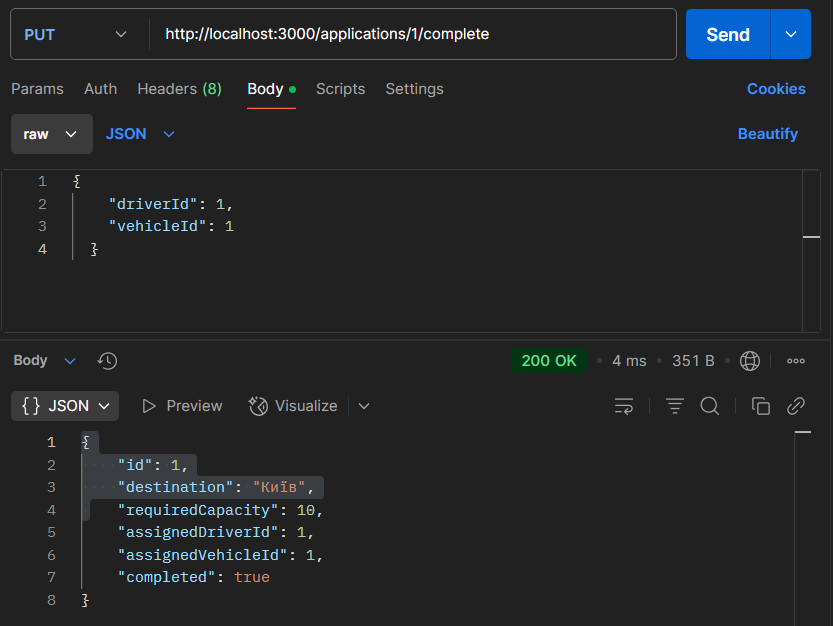 PUT http://localhost:3000/applications/1/complete Send
Params Auth Headers (8) Body Scripts Settings Cookies
raw JSON Beautify
1 {
2 "driverId": 1,
3 "vehicleId": 1
4 }
Body 200 OK • 4 ms • 351 B •
{} JSON Preview Visualize
1 {
2 "id": 1,
3 "destination": "Київ",
4 "requiredCapacity": 10,
5 "assignedDriverId": 1,
6 "assignedVehicleId": 1,
7 "completed": true
8 }